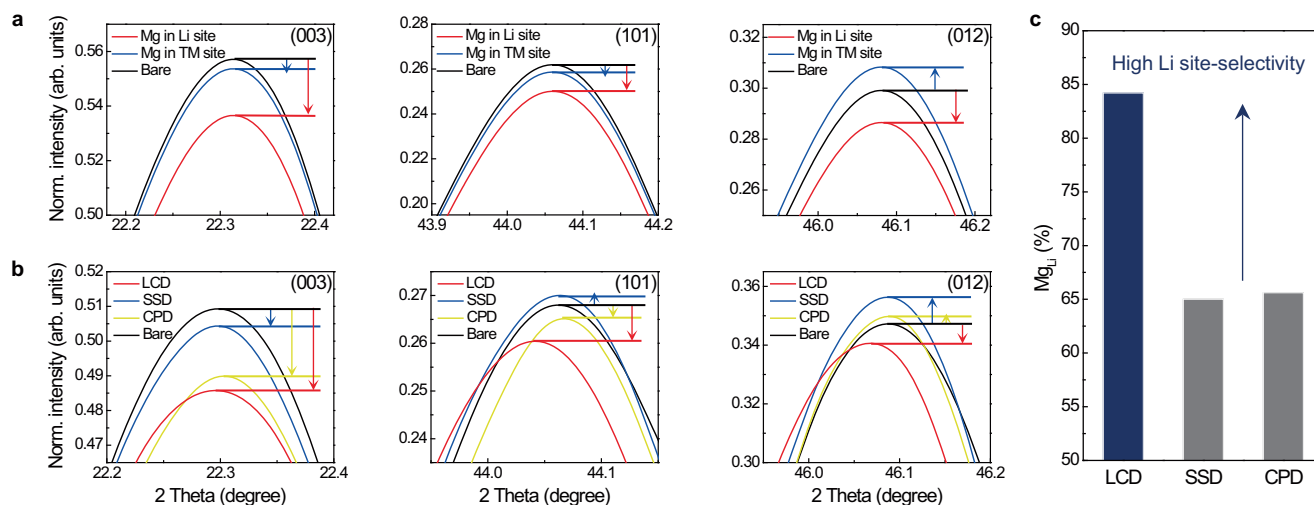 a
Norm. intensity (arb. units)
0.56
0.54
0.52
0.50
Mg in Li site
Mg in TM site
Bare
(003)
22.2
22.3
22.4
0.28
0.26
0.24
0.22
0.20
Mg in Li site
Mg in TM site
Bare
(101)
43.9
44.0
44.1
44.2
0.32
0.30
0.28
0.26
Mg in Li site
Mg in TM site
Bare
(012)
46.0
46.1
46.2
b
Norm. intensity (arb. units)
0.52
0.51
0.50
0.49
0.48
0.47
LCD
SSD
CPD
Bare
(003)
22.2
22.3
22.4
2 Theta (degree)
0.27
0.26
0.25
0.24
LCD
SSD
CPD
Bare
(101)
44.0
44.1
2 Theta (degree)
0.36
0.34
0.32
0.30
LCD
SSD
CPD
Bare
(012)
46.0
46.1
46.2
2 Theta (degree)
c
MgLi (%)
90
85
80
75
70
65
60
55
50
High Li site-selectivity
LCD
SSD
CPD